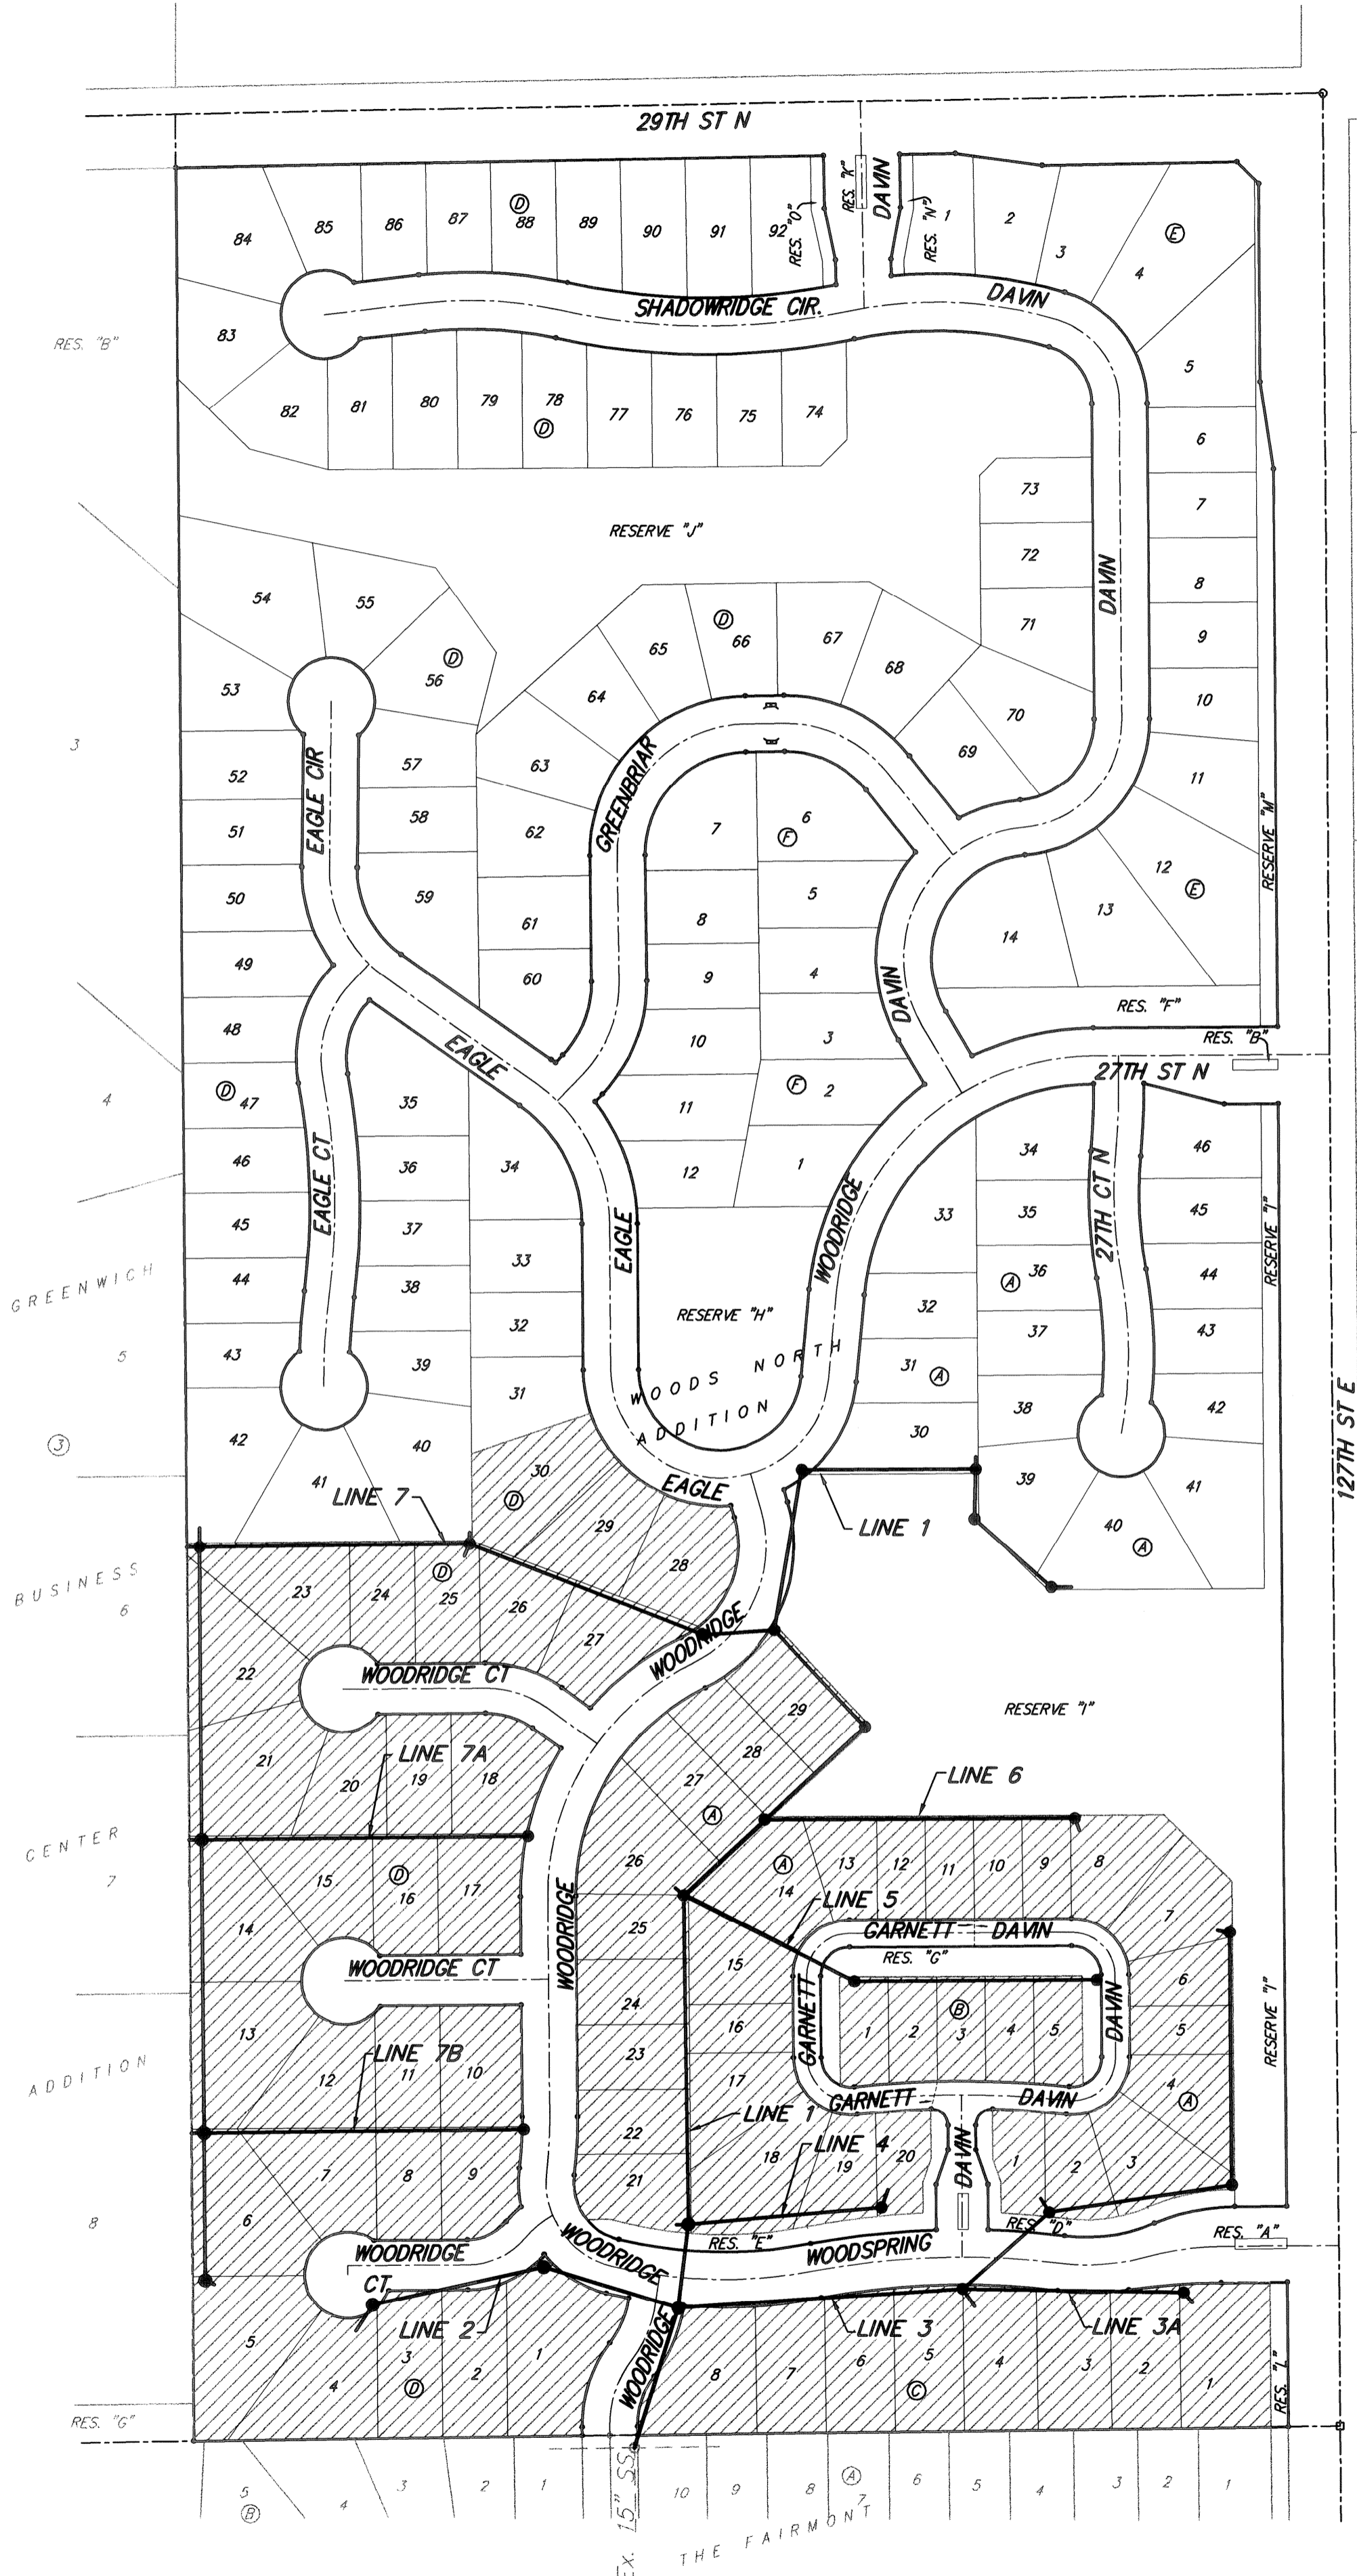 29TH ST N
RES. "K"
DAVIN
RES. "O"
RES. "N"
84 85 86 87 88 89 90 91 92
D
1 2 3 4
E
SHADOWRIDGE CIR.
DAVIN
RES. "B"
83
5
82 81 80 79 78 77 76 75 74
D
6
73
7
RESERVE "J"
72
DAVIN
8
54 55
D
56
65
D
66
67
68
71
9
53
64
70
10
3
EAGLE CIR
57
63
GREENBRIAR
69
52
11
51
58
62
7
6
F
RESERVE "M"
50
59
61
8
5
12
E
13
14
49
60
9
4
DAVIN
48
RES. "F"
EAGLE
10
3
RES. "B"
27TH ST N
4
D
47
35
11
F
2
46
EAGLE CT
36
34
12
1
34
27TH CT N
46
45
37
33
EAGLE
WOODRIDGE
33
35
45
RESERVE "I"
GREENWICH
44
38
32
RESERVE "H"
32
A
36
44
5
43
39
31
WOODS NORTH
ADDITION
31
A
37
43
3
42
41
40
30
38
42
127TH ST E
30
D
EAGLE
39
41
LINE 7
29
LINE 1
40
A
BUSINESS
6
23 24
D
25 26
28
27
WOODRIDGE
22
WOODRIDGE CT
29
RESERVE "I"
28
21
20 19 18
LINE 7A
27
A
LINE 6
CENTER
7
15
D
16 17
26
A
14 13 12 11 10 9 8
14
WOODRIDGE
25
LINE 5
7
GARNETT
DAVIN
RES. "G"
WOODRIDGE CT
15
6
13
24
16
GARNETT
B
1 2 3 4 5
DAVIN
5
RESERVE "I"
ADDITION
12 11 10
LINE 7B
23
17
GARNETT
DAVIN
4
A
LINE 1
22
7 8 9
21
18 19 20
LINE 4
DAVIN
1 2 3
8
6
WOODRIDGE
CT
WOODRIDGE
RES. "E"
WOODSPRING
RES. "D"
RES. "A"
LINE 2
LINE 3
LINE 3A
5 4 3
D
2 1
WOODRIDGE
8 7 6 5
C
4 3 2 1
RES. "L"
RES. "G"
5
B
4 3 2 1
EX. 15" SS
10 9 8
A
7 6 5 4 3 2 1
THE FAIRMONT